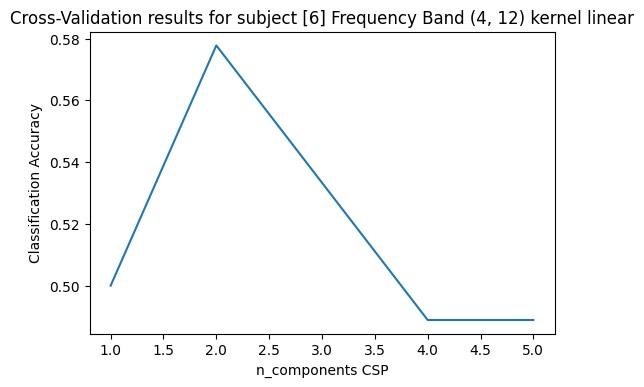 Cross-Validation results for subject [6] Frequency Band (4, 12) kernel linear
0.58
0.56
0.54
0.52
0.50
Classification Accuracy
1.0 1.5 2.0 2.5 3.0 3.5 4.0 4.5 5.0
n_components CSP